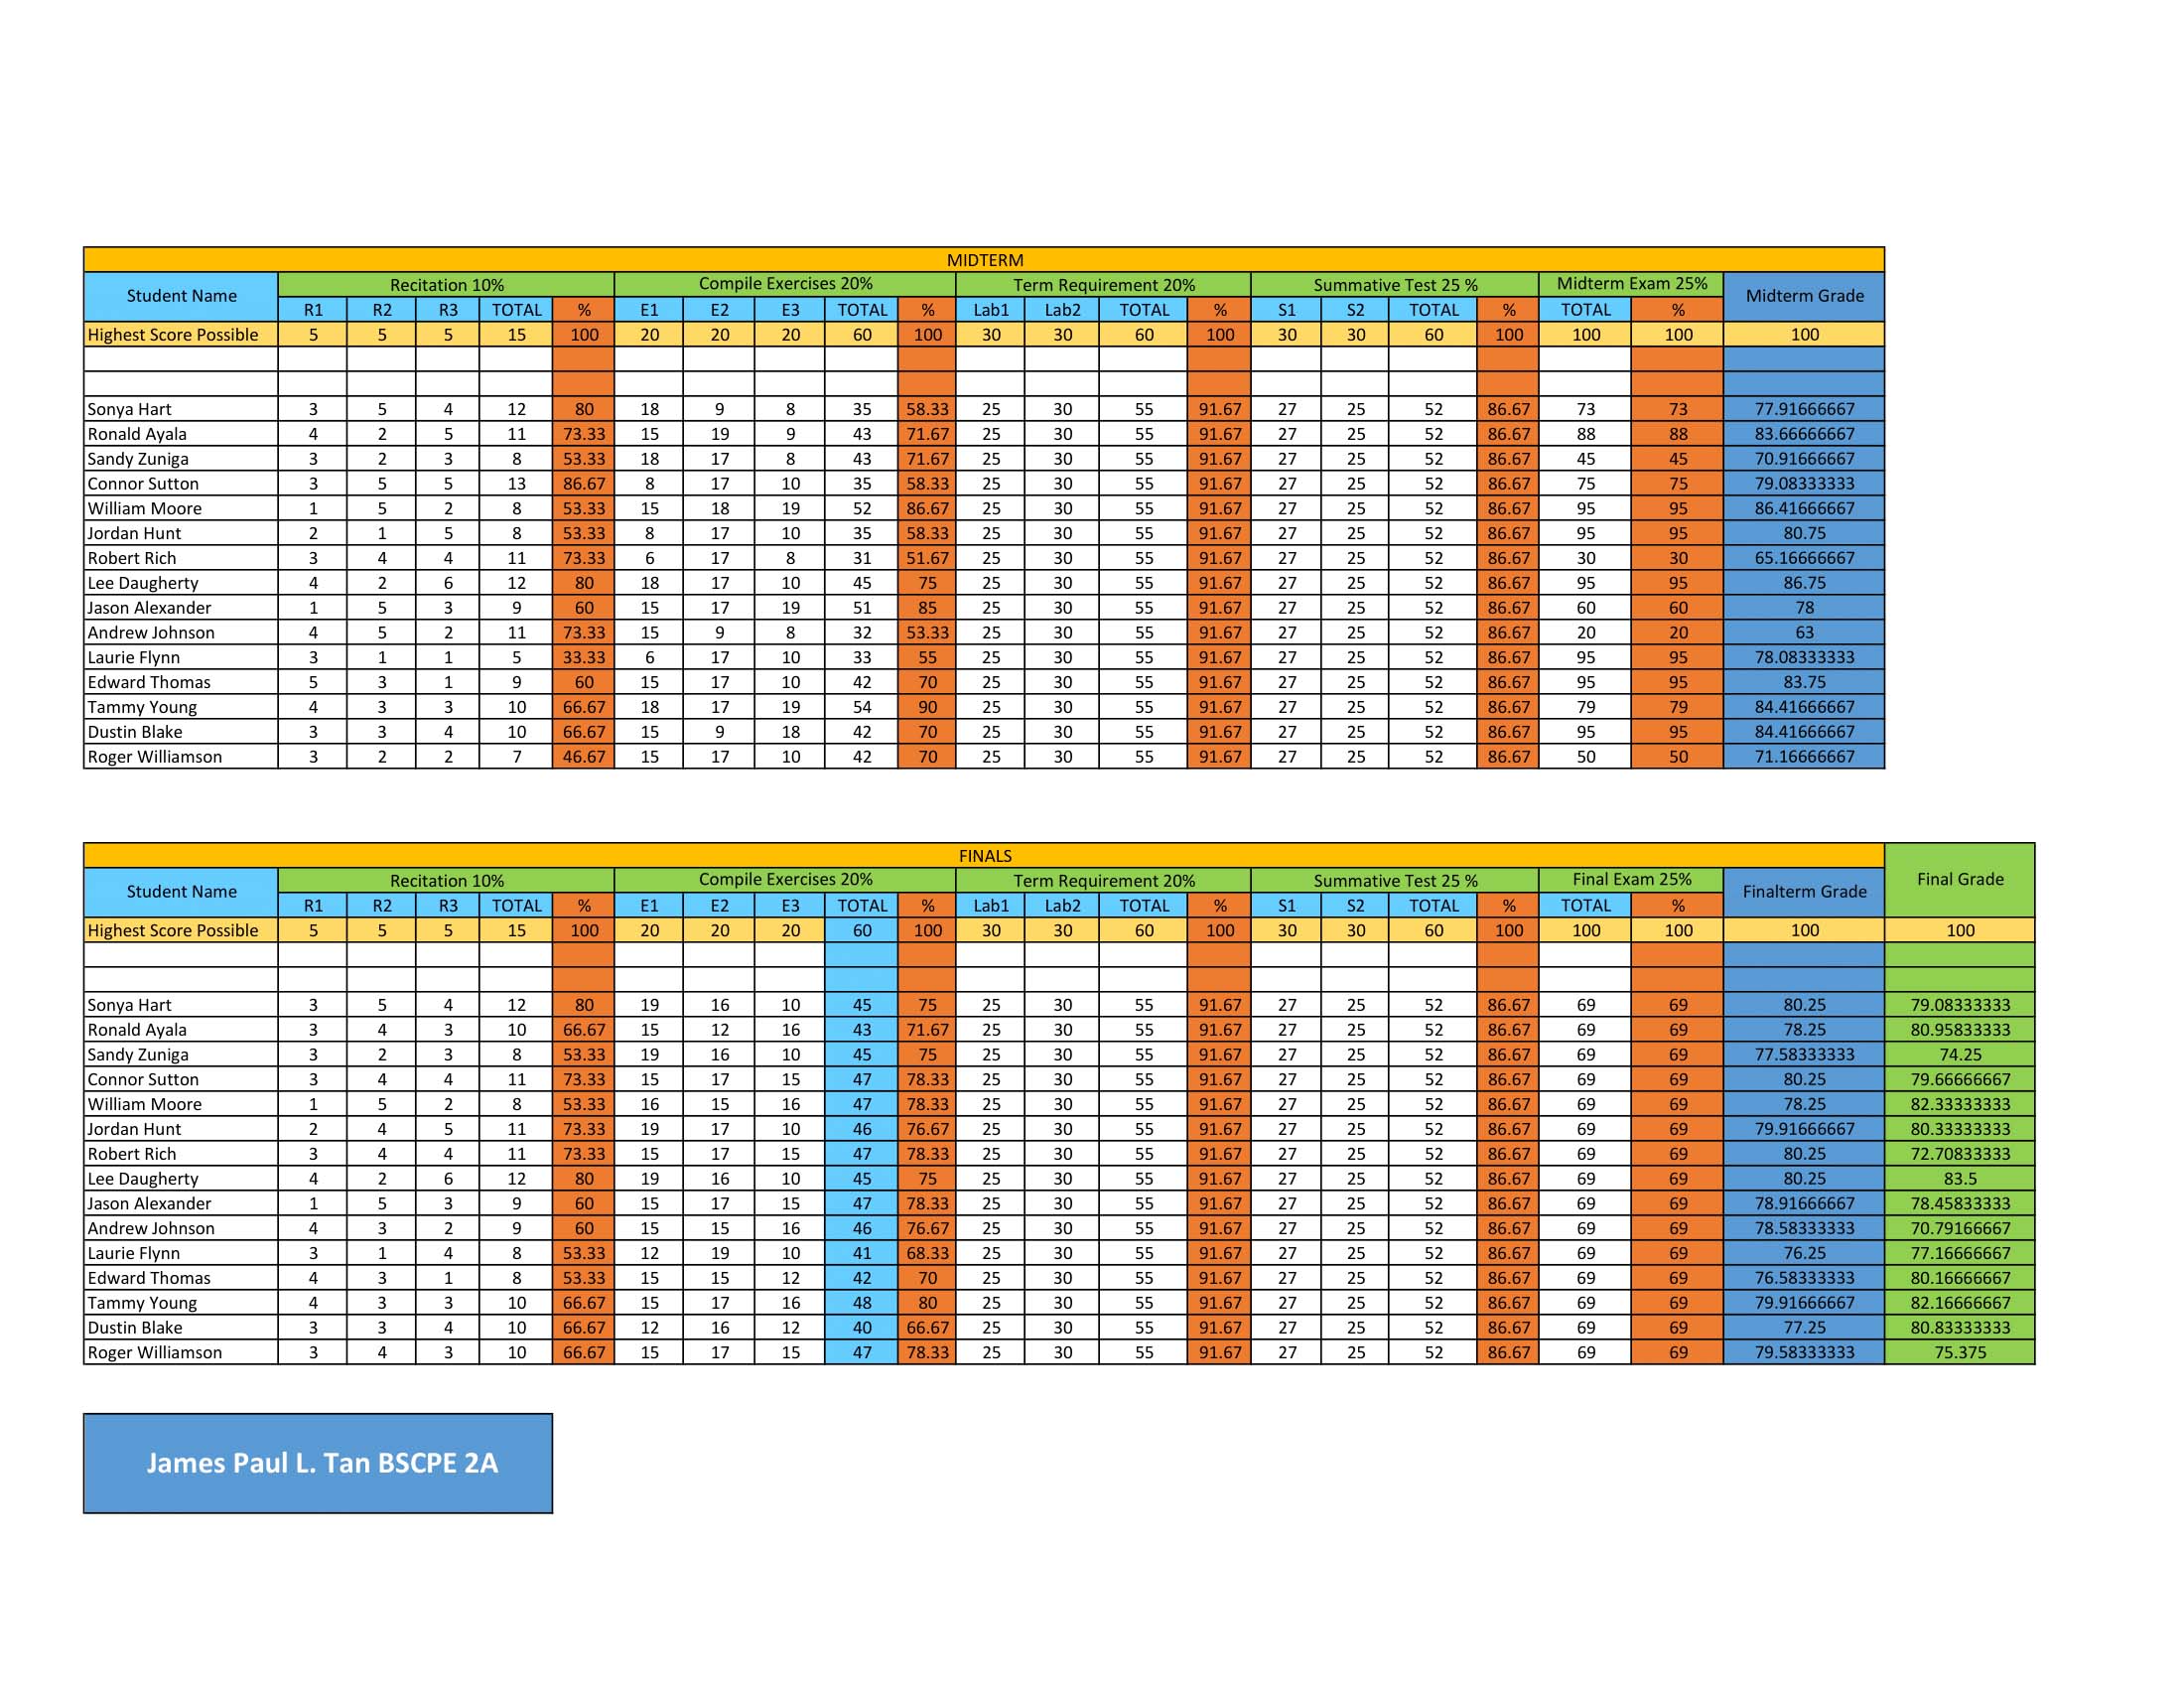 MIDTERM
Student Name Recitation 10% Compile Exercises 20% Term Requirement 20% Summative Test 25 % Midterm Exam 25% Midterm Grade
R1 R2 R3 TOTAL % E1 E2 E3 TOTAL % Lab1 Lab2 TOTAL % S1 S2 TOTAL % TOTAL %
Highest Score Possible 5 5 5 15 100 20 20 20 60 100 30 30 60 100 30 30 60 100 100 100 100
Sonya Hart 3 5 4 12 80 18 9 8 35 58.33 25 30 55 91.67 27 25 52 86.67 73 73 77.91666667
Ronald Ayala 4 2 5 11 73.33 15 19 9 43 71.67 25 30 55 91.67 27 25 52 86.67 88 88 83.66666667
Sandy Zuniga 3 2 3 8 53.33 18 17 8 43 71.67 25 30 55 91.67 27 25 52 86.67 45 45 70.91666667
Connor Sutton 3 5 5 13 86.67 8 17 10 35 58.33 25 30 55 91.67 27 25 52 86.67 75 75 79.08333333
William Moore 1 5 2 8 53.33 15 18 19 52 86.67 25 30 55 91.67 27 25 52 86.67 95 95 86.41666667
Jordan Hunt 2 1 5 8 53.33 8 17 10 35 58.33 25 30 55 91.67 27 25 52 86.67 95 95 80.75
Robert Rich 3 4 4 11 73.33 6 17 8 31 51.67 25 30 55 91.67 27 25 52 86.67 30 30 65.16666667
Lee Daugherty 4 2 6 12 80 18 17 10 45 75 25 30 55 91.67 27 25 52 86.67 95 95 86.75
Jason Alexander 1 5 3 9 60 15 17 19 51 85 25 30 55 91.67 27 25 52 86.67 60 60 78
Andrew Johnson 4 5 2 11 73.33 15 9 8 32 53.33 25 30 55 91.67 27 25 52 86.67 20 20 63
Laurie Flynn 3 1 1 5 33.33 6 17 10 33 55 25 30 55 91.67 27 25 52 86.67 95 95 78.08333333
Edward Thomas 5 3 1 9 60 15 17 10 42 70 25 30 55 91.67 27 25 52 86.67 95 95 83.75
Tammy Young 4 3 3 10 66.67 18 17 19 54 90 25 30 55 91.67 27 25 52 86.67 79 79 84.41666667
Dustin Blake 3 3 4 10 66.67 15 9 18 42 70 25 30 55 91.67 27 25 52 86.67 95 95 84.41666667
Roger Williamson 3 2 2 7 46.67 15 17 10 42 70 25 30 55 91.67 27 25 52 86.67 50 50 71.16666667
FINALS Final Grade
Student Name Recitation 10% Compile Exercises 20% Term Requirement 20% Summative Test 25 % Final Exam 25% Finalterm Grade
R1 R2 R3 TOTAL % E1 E2 E3 TOTAL % Lab1 Lab2 TOTAL % S1 S2 TOTAL % TOTAL %
Highest Score Possible 5 5 5 15 100 20 20 20 60 100 30 30 60 100 30 30 60 100 100 100 100 100
Sonya Hart 3 5 4 12 80 19 16 10 45 75 25 30 55 91.67 27 25 52 86.67 69 69 80.25 79.08333333
Ronald Ayala 3 4 3 10 66.67 15 12 16 43 71.67 25 30 55 91.67 27 25 52 86.67 69 69 78.25 80.95833333
Sandy Zuniga 3 2 3 8 53.33 19 16 10 45 75 25 30 55 91.67 27 25 52 86.67 69 69 77.58333333 74.25
Connor Sutton 3 4 4 11 73.33 15 17 15 47 78.33 25 30 55 91.67 27 25 52 86.67 69 69 80.25 79.66666667
William Moore 1 5 2 8 53.33 16 15 16 47 78.33 25 30 55 91.67 27 25 52 86.67 69 69 78.25 82.33333333
Jordan Hunt 2 4 5 11 73.33 19 17 10 46 76.67 25 30 55 91.67 27 25 52 86.67 69 69 79.91666667 80.33333333
Robert Rich 3 4 4 11 73.33 15 17 15 47 78.33 25 30 55 91.67 27 25 52 86.67 69 69 80.25 72.70833333
Lee Daugherty 4 2 6 12 80 19 16 10 45 75 25 30 55 91.67 27 25 52 86.67 69 69 80.25 83.5
Jason Alexander 1 5 3 9 60 15 17 15 47 78.33 25 30 55 91.67 27 25 52 86.67 69 69 78.91666667 78.45833333
Andrew Johnson 4 3 2 9 60 15 15 16 46 76.67 25 30 55 91.67 27 25 52 86.67 69 69 78.58333333 70.79166667
Laurie Flynn 3 1 4 8 53.33 12 19 10 41 68.33 25 30 55 91.67 27 25 52 86.67 69 69 76.25 77.16666667
Edward Thomas 4 3 1 8 53.33 15 15 12 42 70 25 30 55 91.67 27 25 52 86.67 69 69 76.58333333 80.16666667
Tammy Young 4 3 3 10 66.67 15 17 16 48 80 25 30 55 91.67 27 25 52 86.67 69 69 79.91666667 82.16666667
Dustin Blake 3 3 4 10 66.67 12 16 12 40 66.67 25 30 55 91.67 27 25 52 86.67 69 69 77.25 80.83333333
Roger Williamson 3 4 3 10 66.67 15 17 15 47 78.33 25 30 55 91.67 27 25 52 86.67 69 69 79.58333333 75.375
James Paul L. Tan BSCPE 2A